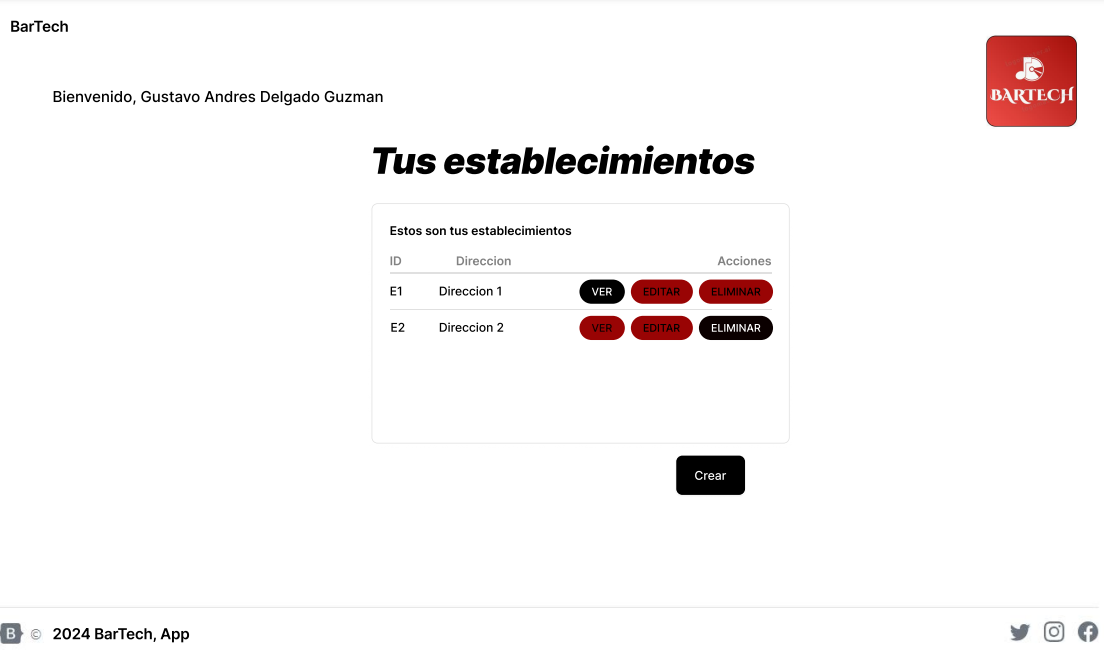 BarTech
BARTECH
Bienvenido, Gustavo Andres Delgado Guzman
Tus establecimientos
Estos son tus establecimientos
ID Direccion Acciones
E1 Direccion 1 VER EDITAR ELIMINAR
E2 Direccion 2 VER EDITAR ELIMINAR
Crear
B © 2024 BarTech, App